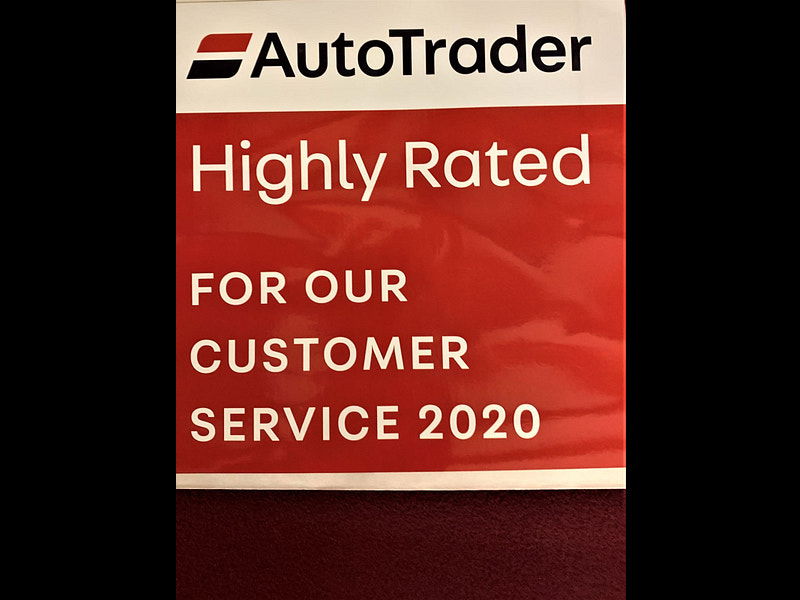 AutoTrader
Highly Rated
FOR OUR
CUSTOMER
SERVICE 2020